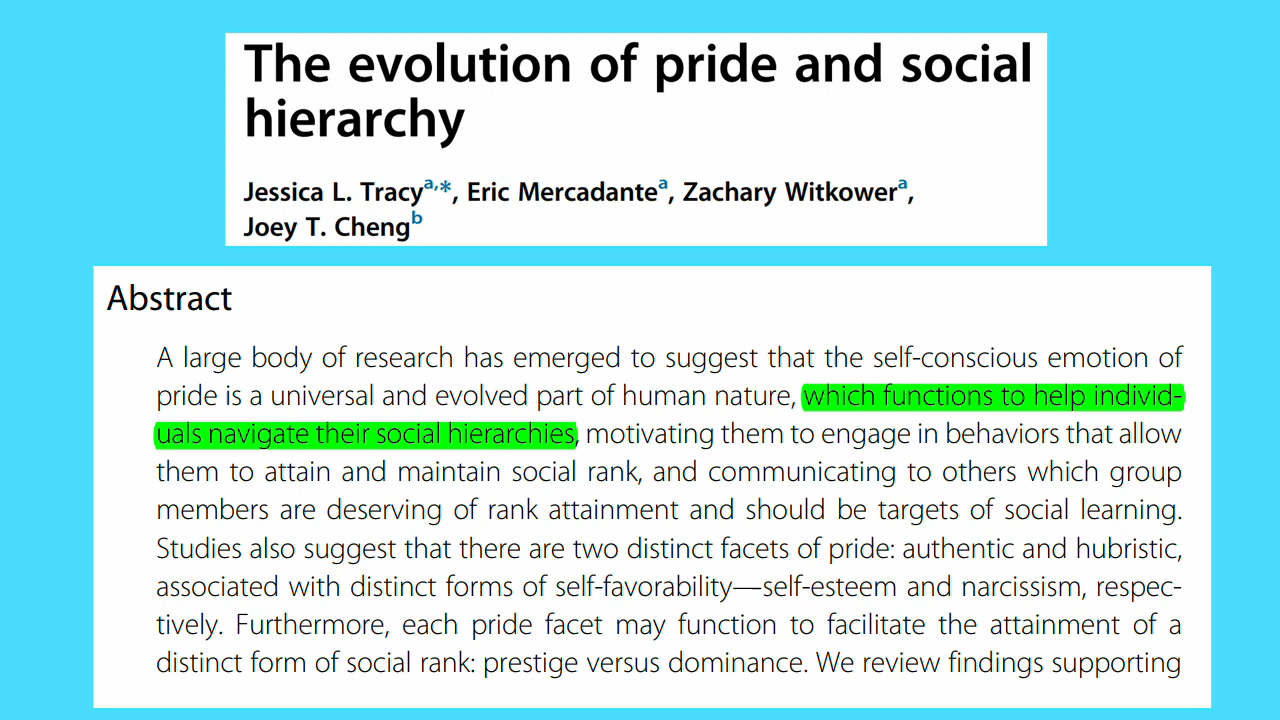 The evolution of pride and social
hierarchy
Jessica L. Tracyᵃ,*, Eric Mercadanteᵃ, Zachary Witkowerᵃ,
Joey T. Chengᵇ
Abstract
A large body of research has emerged to suggest that the self-conscious emotion of
pride is a universal and evolved part of human nature, which functions to help individ-
uals navigate their social hierarchies, motivating them to engage in behaviors that allow
them to attain and maintain social rank, and communicating to others which group
members are deserving of rank attainment and should be targets of social learning.
Studies also suggest that there are two distinct facets of pride: authentic and hubristic,
associated with distinct forms of self-favorability—self-esteem and narcissism, respec-
tively. Furthermore, each pride facet may function to facilitate the attainment of a
distinct form of social rank: prestige versus dominance. We review findings supporting